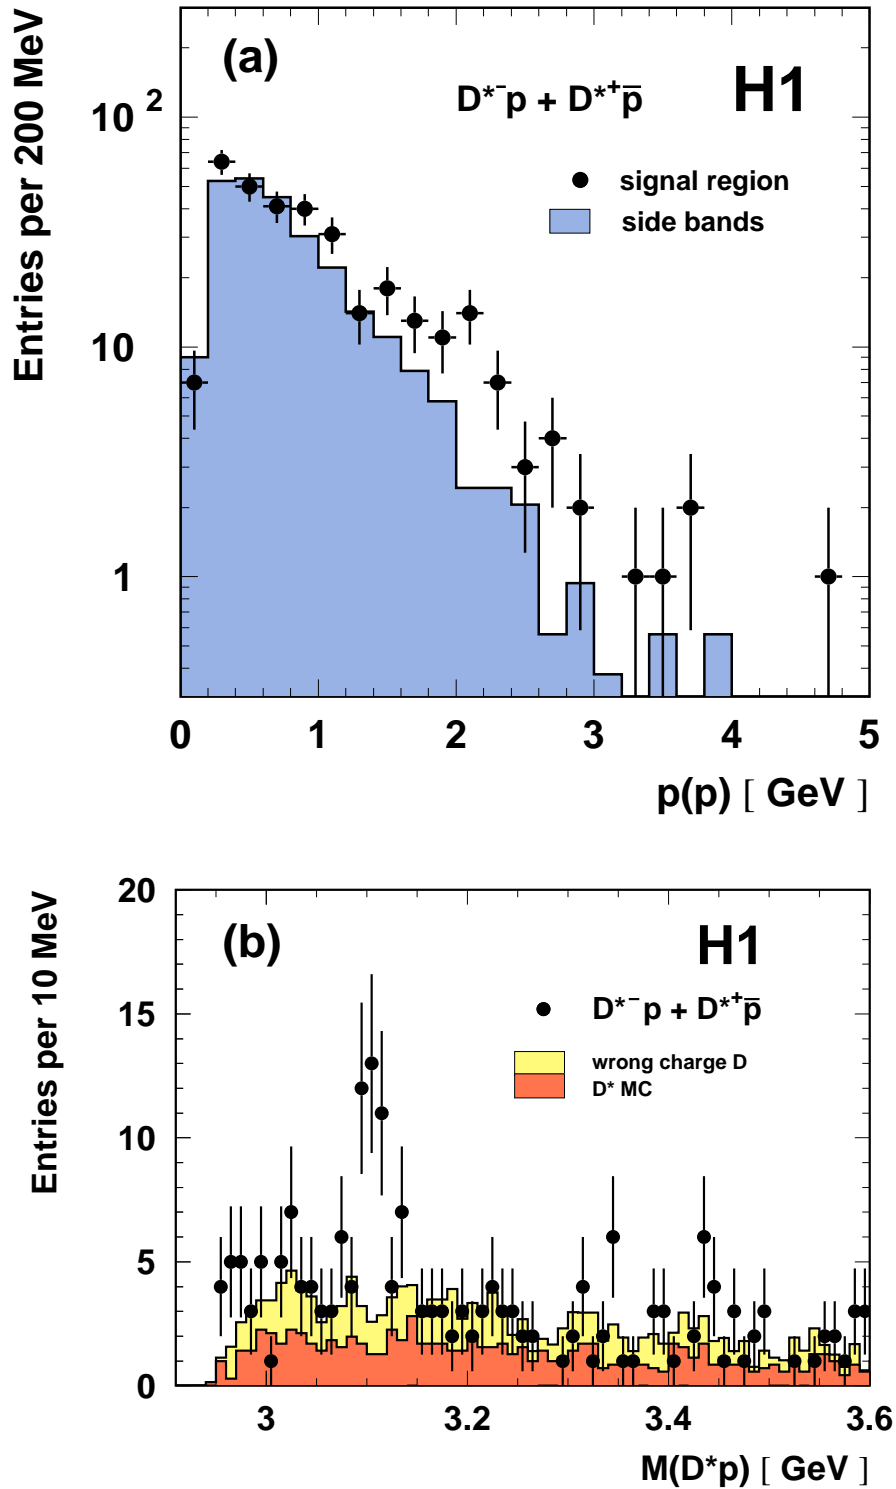 (a)
H1
D*⁻p + D*⁺p̄
signal region
side bands
Entries per 200 MeV
10²
10
1
0 1 2 3 4 5
p(p) [ GeV ]
(b)
H1
D*⁻p + D*⁺p̄
wrong charge D
D* MC
Entries per 10 MeV
20
15
10
5
0
3 3.2 3.4 3.6
M(D*p) [ GeV ]